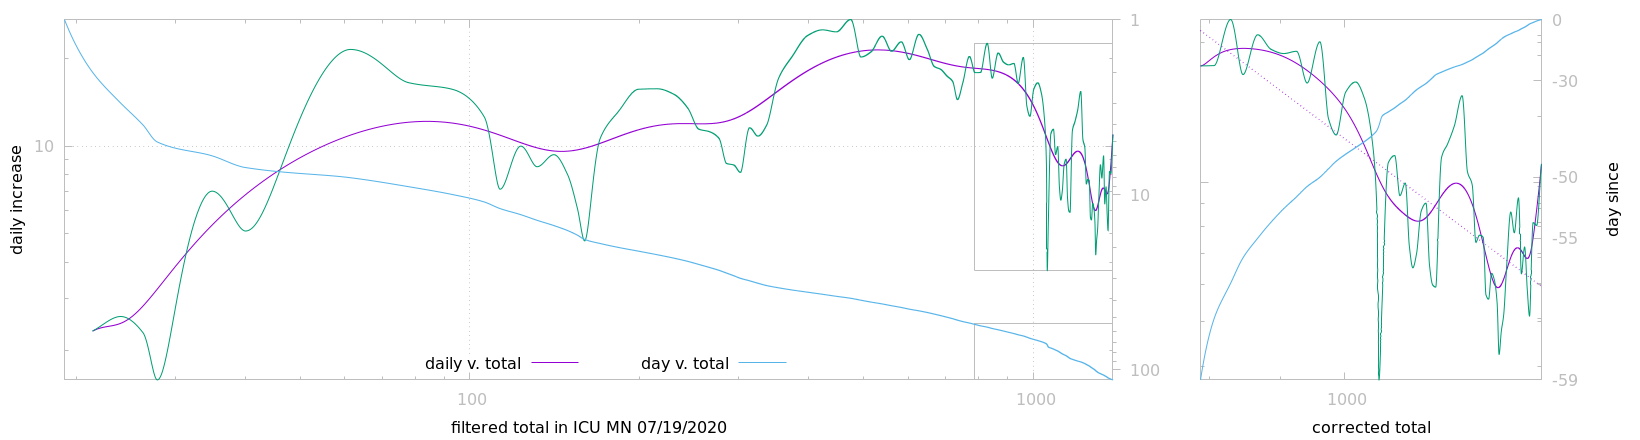 daily increase
10
daily v. total
day v. total
100
1000
filtered total in ICU MN 07/19/2020
1
10
100
1000
corrected total
0
-30
-50
-55
-59
day since